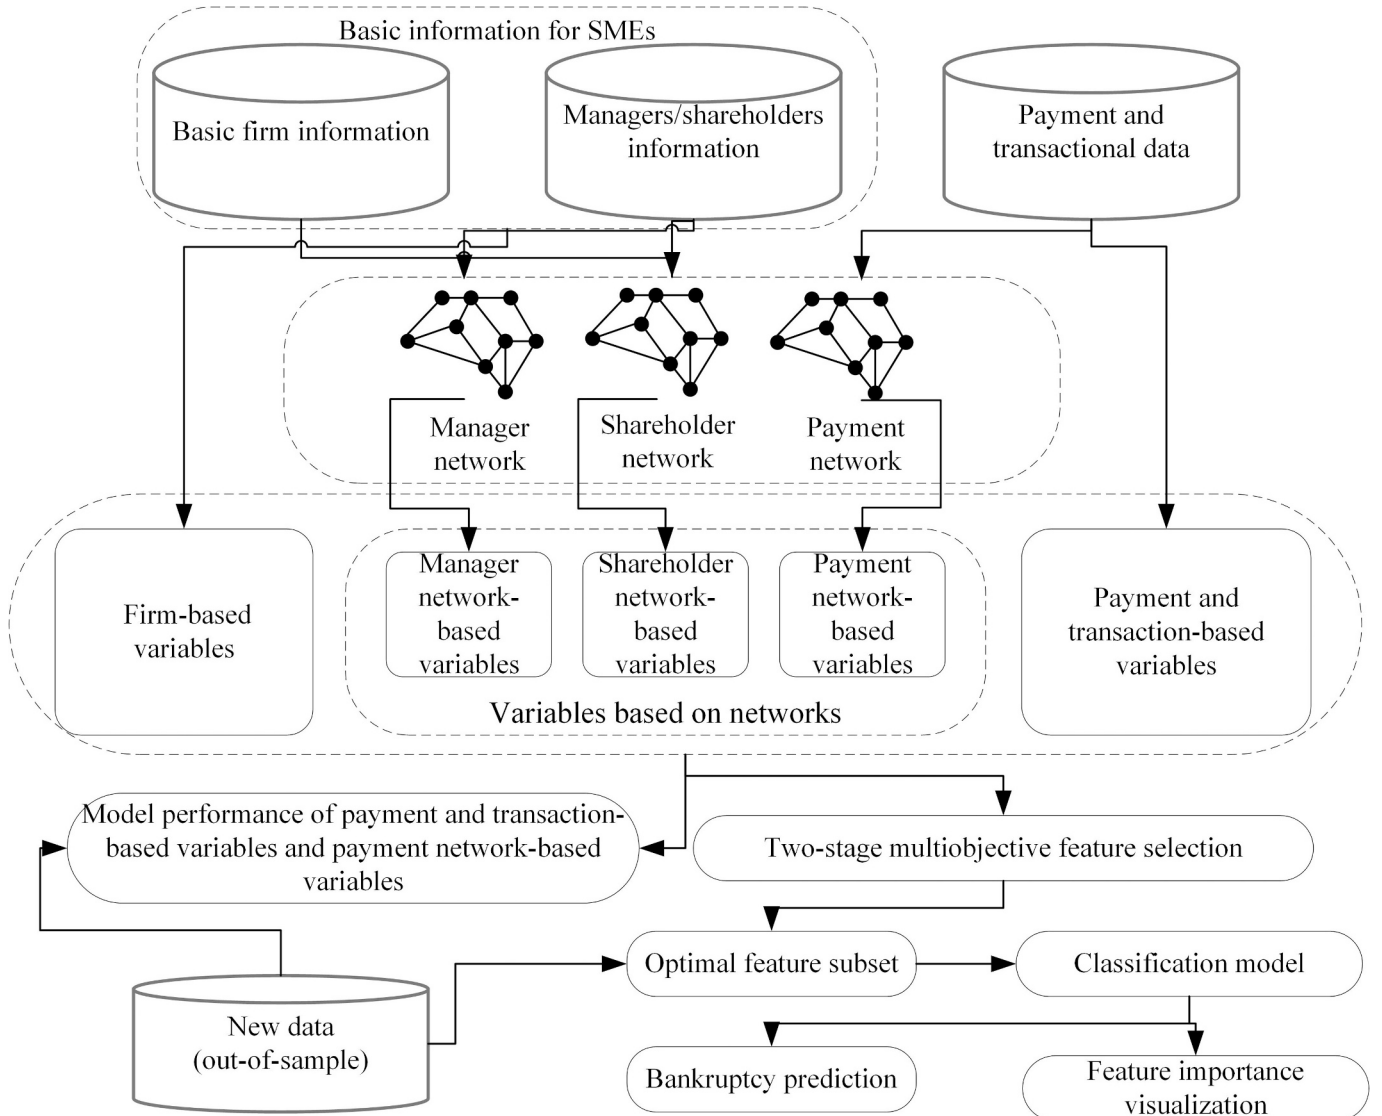 Basic information for SMEs
Basic firm information
Managers/shareholders
information
Payment and
transactional data
Manager
network
Shareholder
network
Payment
network
Firm-based
variables
Manager
network-
based
variables
Shareholder
network-
based
variables
Payment
network-
based
variables
Payment and
transaction-based
variables
Variables based on networks
Model performance of payment and transaction-
based variables and payment network-based
variables
Two-stage multiobjective feature selection
Optimal feature subset
Classification model
New data
(out-of-sample)
Bankruptcy prediction
Feature importance
visualization